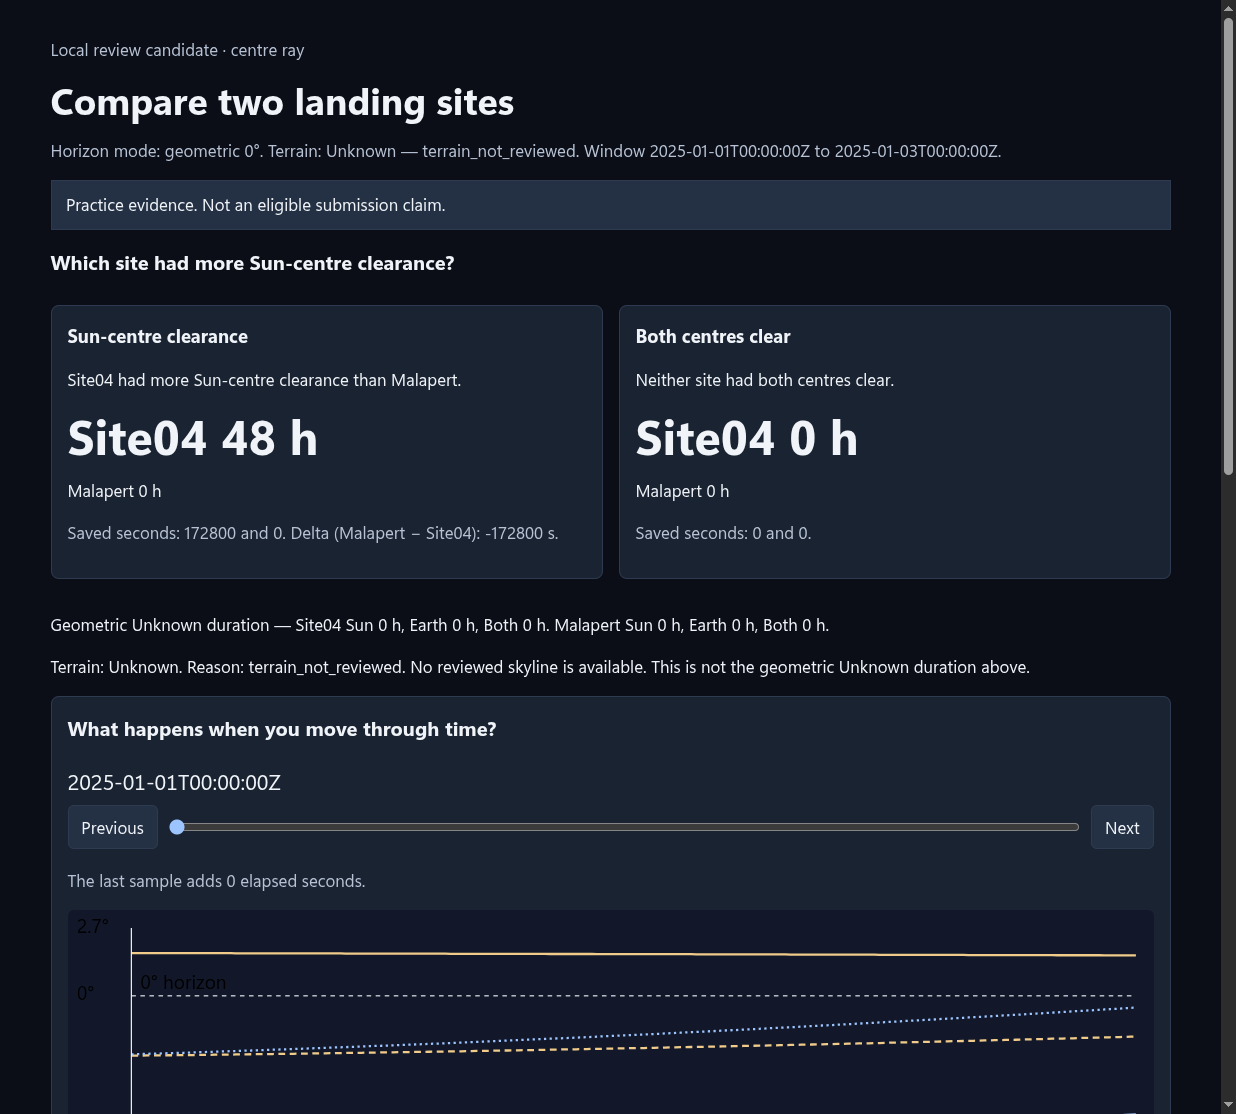 Local review candidate · centre ray
Compare two landing sites
Horizon mode: geometric 0°. Terrain: Unknown — terrain_not_reviewed. Window 2025-01-01T00:00:00Z to 2025-01-03T00:00:00Z.
Practice evidence. Not an eligible submission claim.
Which site had more Sun-centre clearance?
Sun-centre clearance
Site04 had more Sun-centre clearance than Malapert.
Site04 48 h
Malapert 0 h
Saved seconds: 172800 and 0. Delta (Malapert − Site04): -172800 s.
Both centres clear
Neither site had both centres clear.
Site04 0 h
Malapert 0 h
Saved seconds: 0 and 0.
Geometric Unknown duration — Site04 Sun 0 h, Earth 0 h, Both 0 h. Malapert Sun 0 h, Earth 0 h, Both 0 h.
Terrain: Unknown. Reason: terrain_not_reviewed. No reviewed skyline is available. This is not the geometric Unknown duration above.
What happens when you move through time?
2025-01-01T00:00:00Z
Previous
Next
The last sample adds 0 elapsed seconds.
2.7°
0° horizon
0°